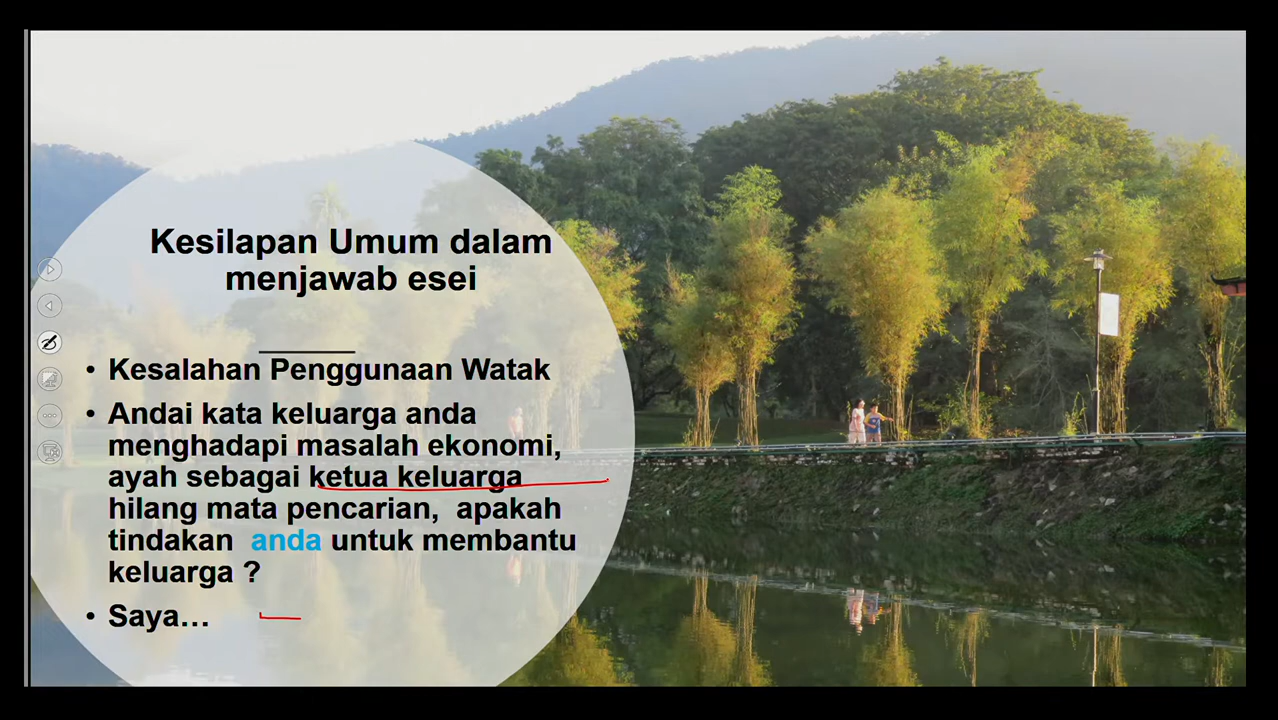 Kesilapan Umum dalam
menjawab esei
• Kesalahan Penggunaan Watak
• Andai kata keluarga anda
menghadapi masalah ekonomi,
ayah sebagai ketua keluarga
hilang mata pencarian, apakah
tindakan anda untuk membantu
keluarga ?
• Saya...